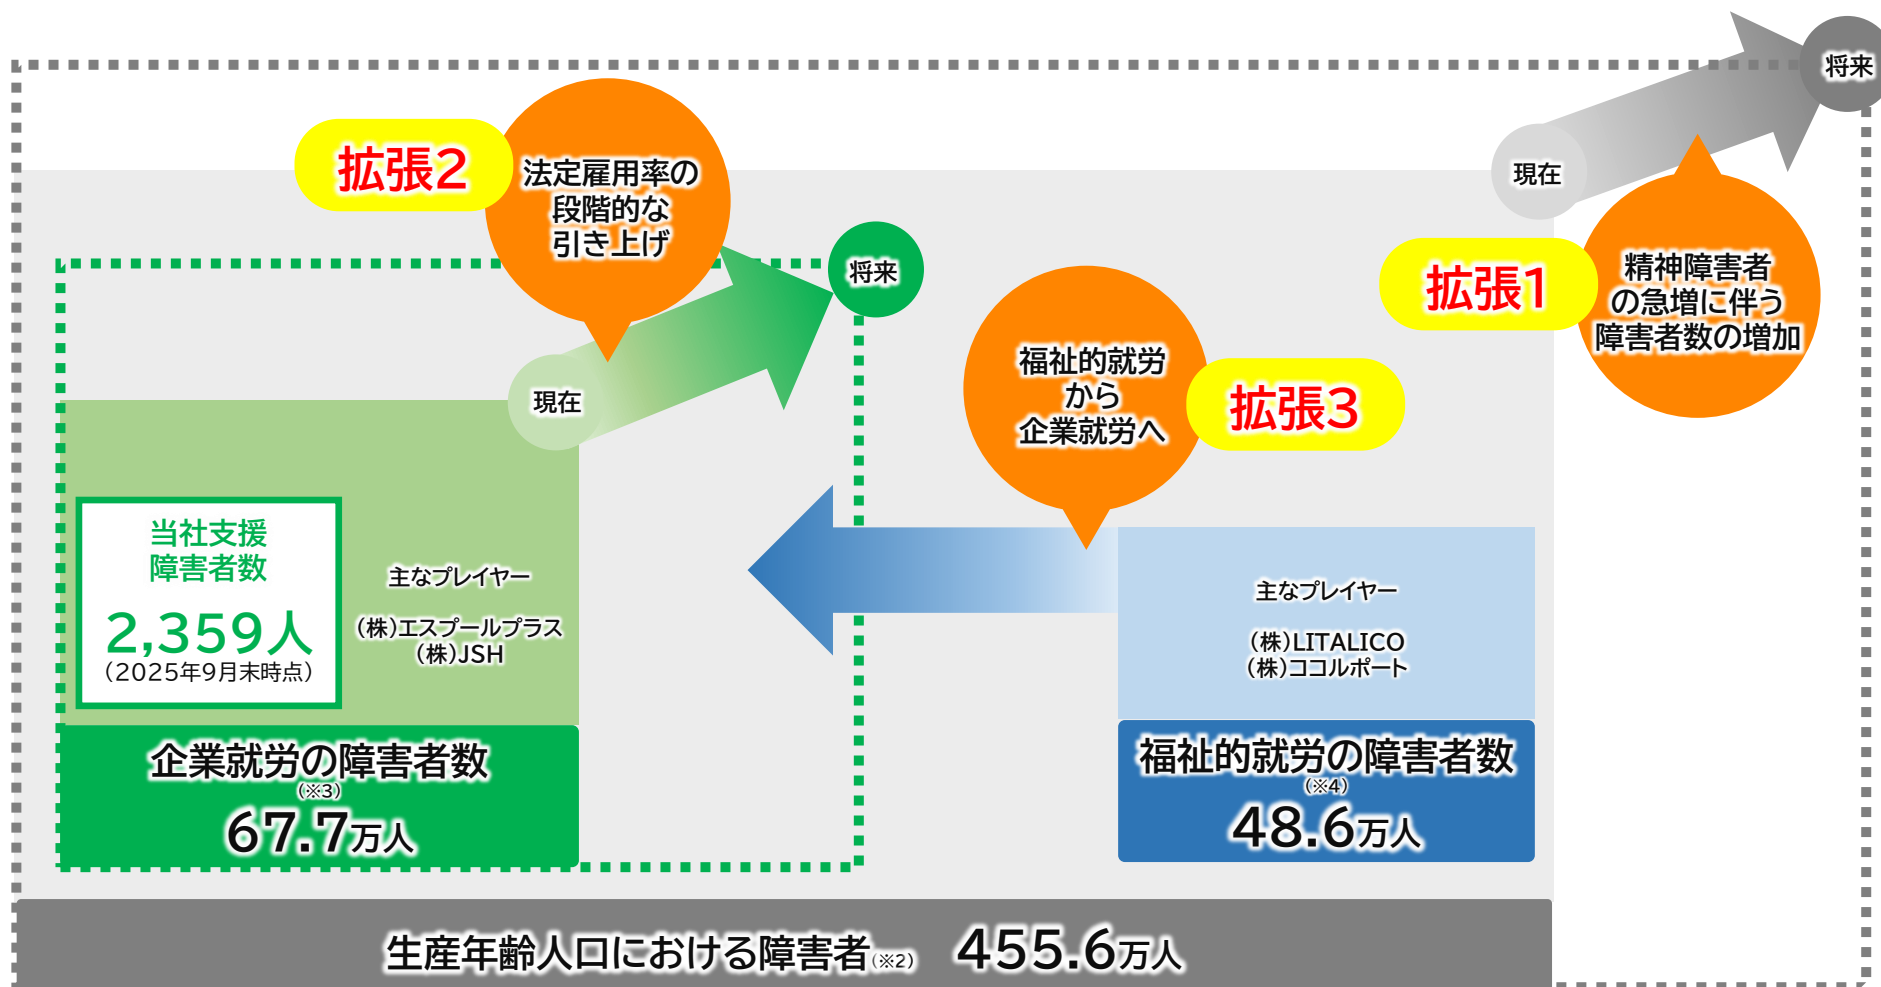 将来
現在
拡張1
精神障害者
の急増に伴う
障害者数の増加
拡張2
法定雇用率の
段階的な
引き上げ
将来
現在
福祉的就労
から
企業就労へ
拡張3
当社支援
障害者数
2,359人
（2025年9月末時点）
主なプレイヤー
（株）エスプールプラス
（株）JSH
企業就労の障害者数
（※3）
67.7万人
主なプレイヤー
（株）LITALICO
（株）ココルポート
福祉的就労の障害者数
（※4）
48.6万人
生産年齢人口における障害者（※2） 455.6万人